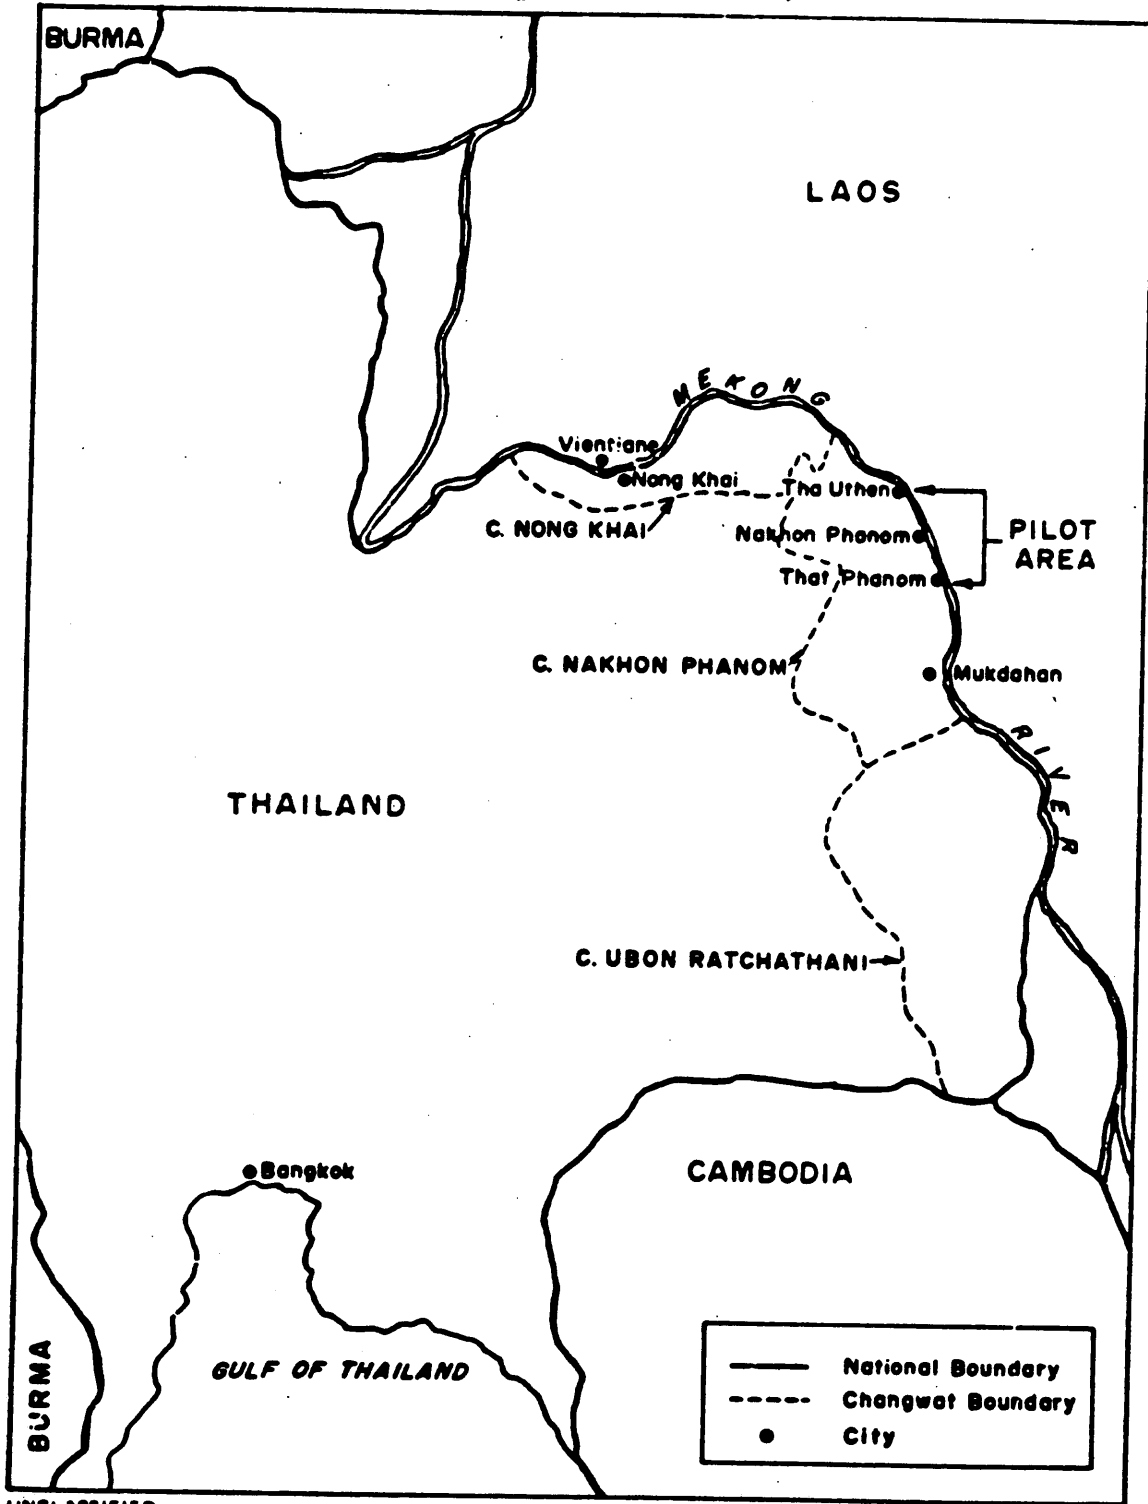 BURMA
LAOS
MEKONG
Vientiane
Nong Khai
Tha Uthen
C. NONG KHAI
Nakhon Phanom
PILOT
AREA
That Phanom
C. NAKHON PHANOM
Mukdahan
RIVER
THAILAND
C. UBON RATCHATHANI
Bangkok
CAMBODIA
GULF OF THAILAND
BURMA
National Boundary
Changwat Boundary
City